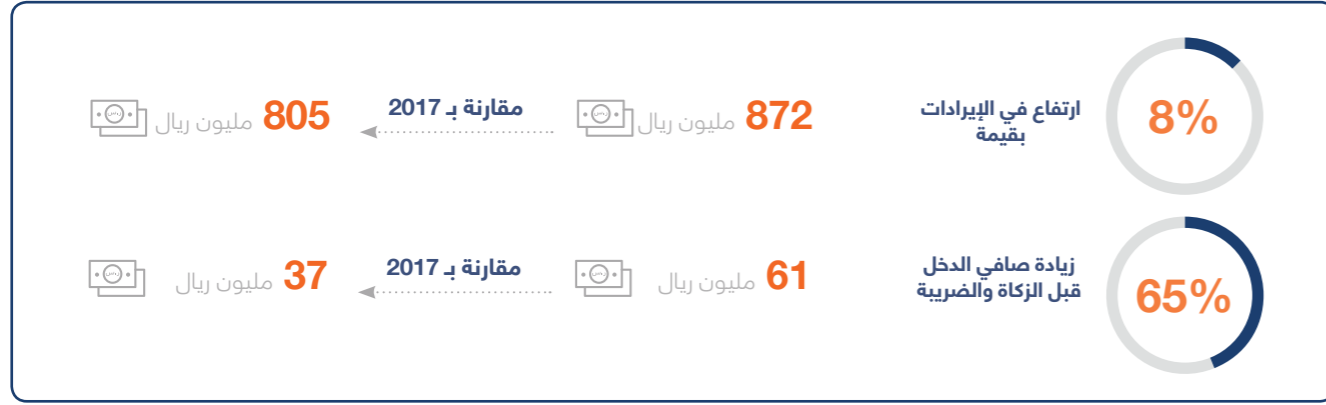 8%
ارتفاع في الإيرادات
بقيمة
872 مليون ريال
مقارنة بـ 2017
805 مليون ريال
65%
زيادة صافي الدخل
قبل الزكاة والضريبة
61 مليون ريال
مقارنة بـ 2017
37 مليون ريال